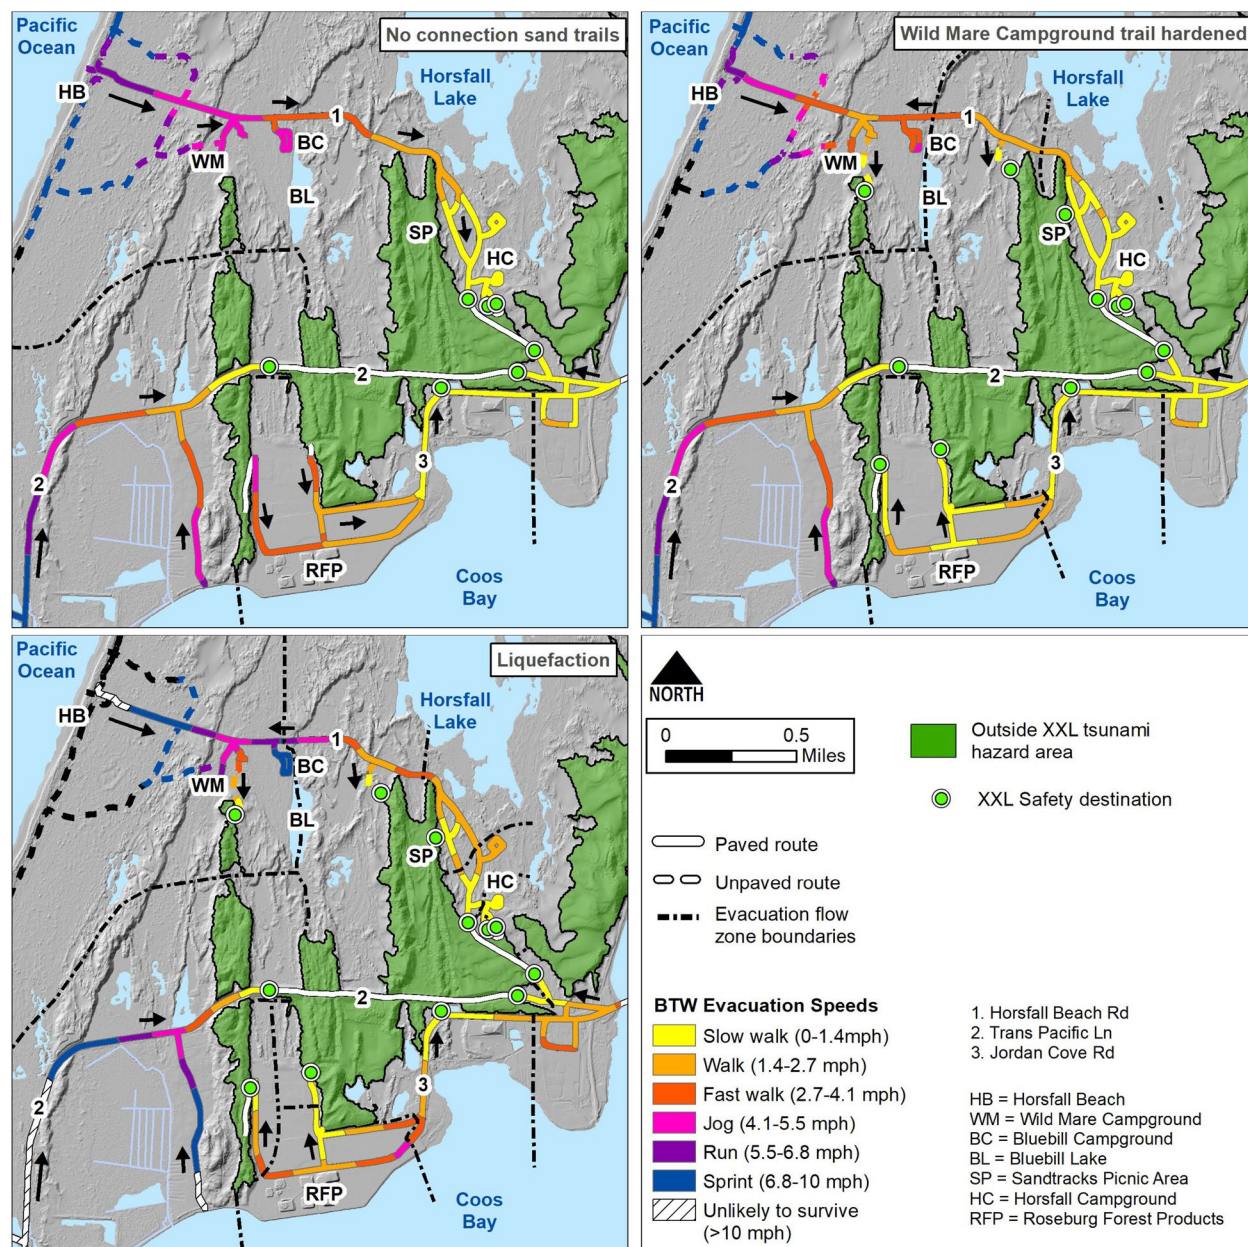 Pacific
Ocean
No connection sand trails
HB
Horsfall
Lake
1
BC
WM
BL
SP
HC
2
2
3
RFP
Coos
Bay
Pacific
Ocean
Wild Mare Campground trail hardened
HB
Horsfall
Lake
1
BC
WM
BL
SP
HC
2
2
3
RFP
Coos
Bay
Pacific
Ocean
Liquefaction
HB
Horsfall
Lake
1
BC
WM
BL
SP
HC
2
2
3
RFP
Coos
Bay
NORTH
0 0.5
Miles
Outside XXL tsunami
hazard area
XXL Safety destination
Paved route
Unpaved route
Evacuation flow
zone boundaries
BTW Evacuation Speeds
Slow walk (0-1.4mph)
Walk (1.4-2.7 mph)
Fast walk (2.7-4.1 mph)
Jog (4.1-5.5 mph)
Run (5.5-6.8 mph)
Sprint (6.8-10 mph)
Unlikely to survive
(>10 mph)
1. Horsfall Beach Rd
2. Trans Pacific Ln
3. Jordan Cove Rd
HB = Horsfall Beach
WM = Wild Mare Campground
BC = Bluebill Campground
BL = Bluebill Lake
SP = Sandtracks Picnic Area
HC = Horsfall Campground
RFP = Roseburg Forest Products